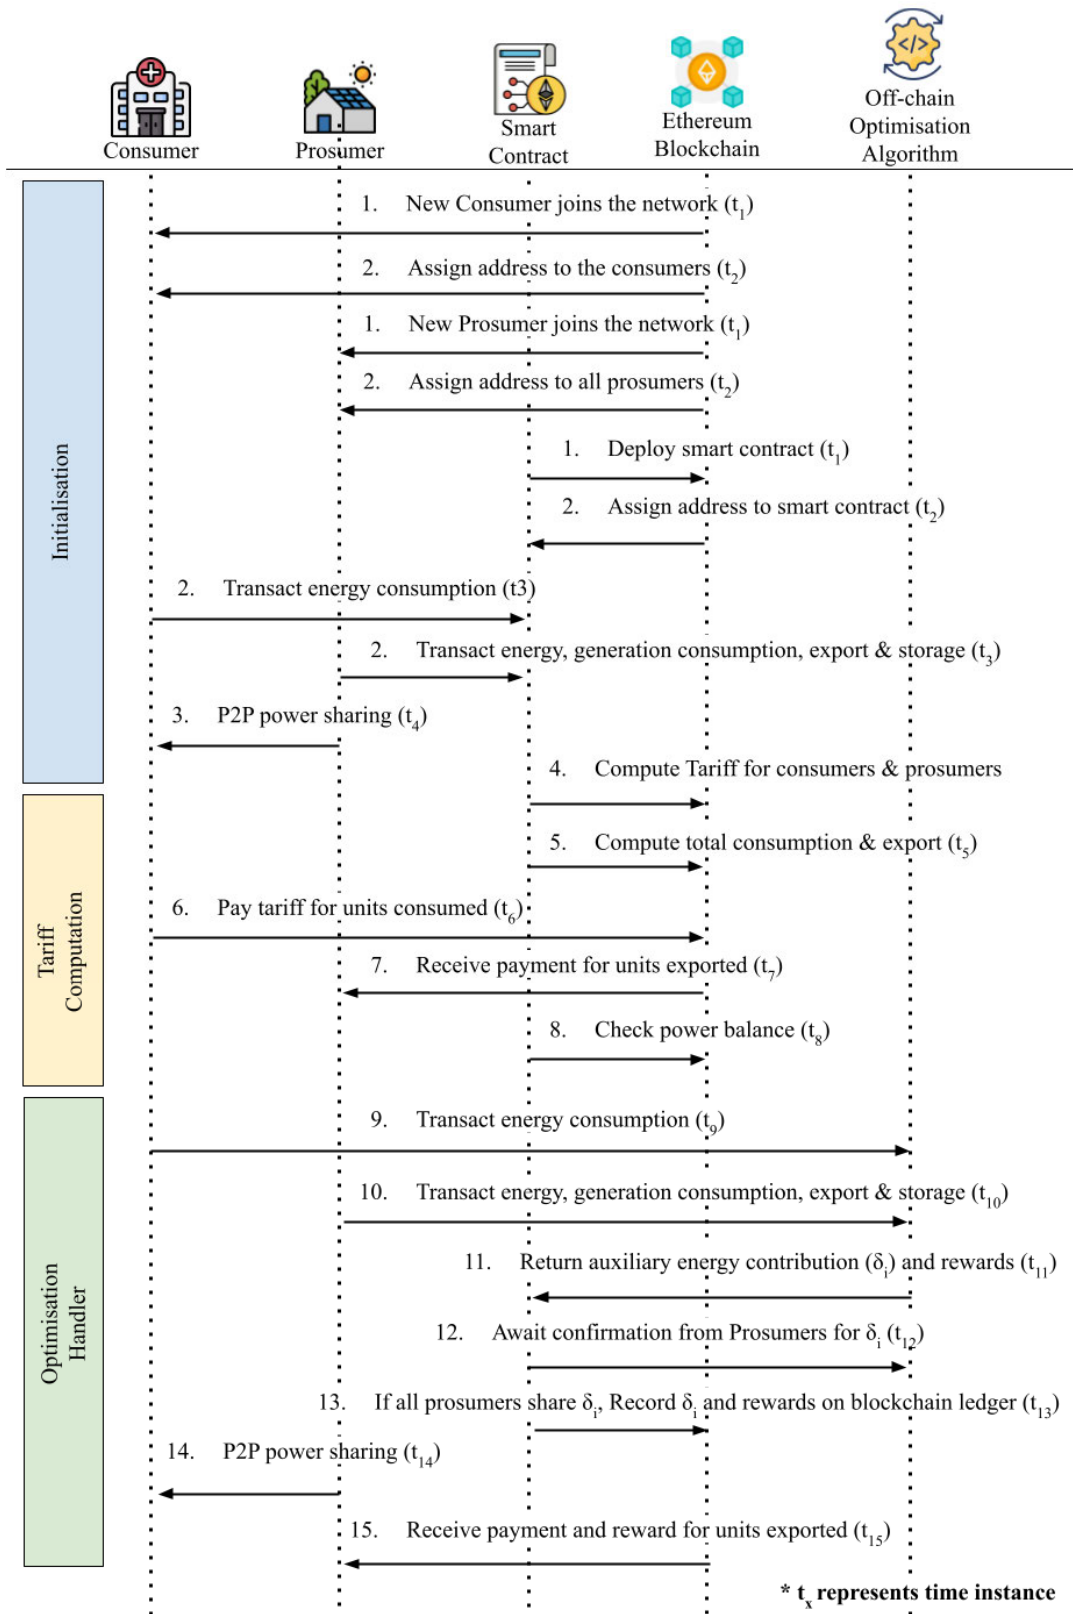 Consumer
Prosumer
Smart
Contract
Ethereum
Blockchain
Off-chain
Optimisation
Algorithm
Initialisation
1. New Consumer joins the network (t₁)
2. Assign address to the consumers (t₂)
1. New Prosumer joins the network (t₁)
2. Assign address to all prosumers (t₂)
1. Deploy smart contract (t₁)
2. Assign address to smart contract (t₂)
2. Transact energy consumption (t3)
2. Transact energy, generation consumption, export & storage (t₃)
3. P2P power sharing (t₄)
4. Compute Tariff for consumers & prosumers
Tariff
Computation
5. Compute total consumption & export (t₅)
6. Pay tariff for units consumed (t₆)
7. Receive payment for units exported (t₇)
8. Check power balance (t₈)
Optimisation
Handler
9. Transact energy consumption (t₉)
10. Transact energy, generation consumption, export & storage (t₁₀)
11. Return auxiliary energy contribution (δᵢ) and rewards (t₁₁)
12. Await confirmation from Prosumers for δᵢ (t₁₂)
13. If all prosumers share δᵢ, Record δᵢ and rewards on blockchain ledger (t₁₃)
14. P2P power sharing (t₁₄)
15. Receive payment and reward for units exported (t₁₅)
* tₓ represents time instance